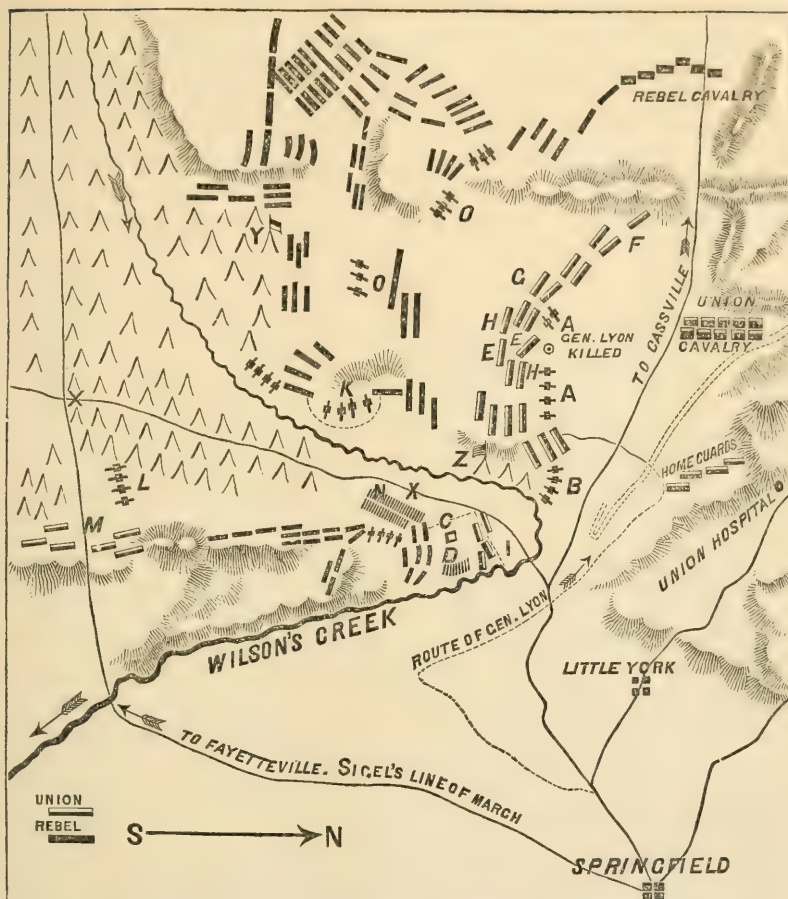 REBEL CAVALRY
O
Y
F
O
G
TO CASSVILLE
UNION
CAVALRY
H
A
E
GEN. LYON
KILLED
E
H
K
A
X
Z
HOME GUARDS
L
B
N
X
UNION HOSPITAL
M
C
D
WILSON'S CREEK
ROUTE OF GEN. LYON
LITTLE YORK
TO FAYETTEVILLE. SIGEL'S LINE OF MARCH
UNION
REBEL
S
N
SPRINGFIELD